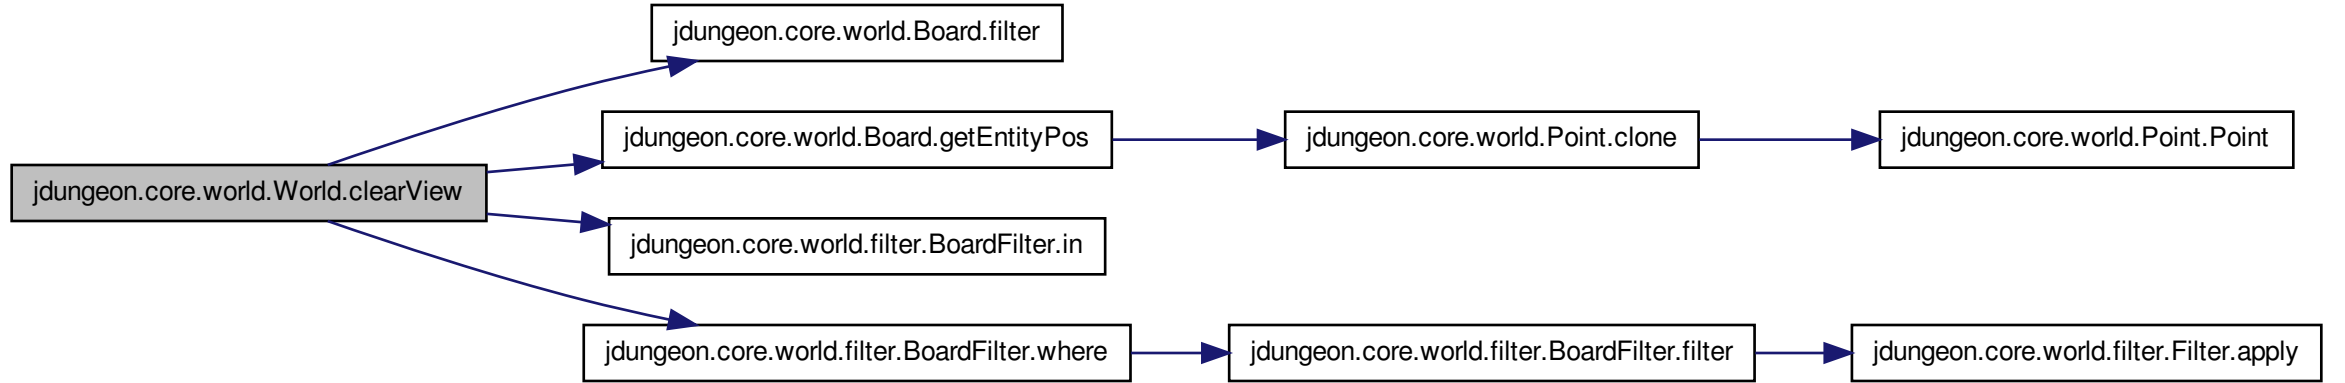 jdungeon.core.world.Board.filter
jdungeon.core.world.Board.getEntityPos
jdungeon.core.world.Point.clone
jdungeon.core.world.Point.Point
jdungeon.core.world.World.clearView
jdungeon.core.world.filter.BoardFilter.in
jdungeon.core.world.filter.BoardFilter.where
jdungeon.core.world.filter.BoardFilter.filter
jdungeon.core.world.filter.Filter.apply